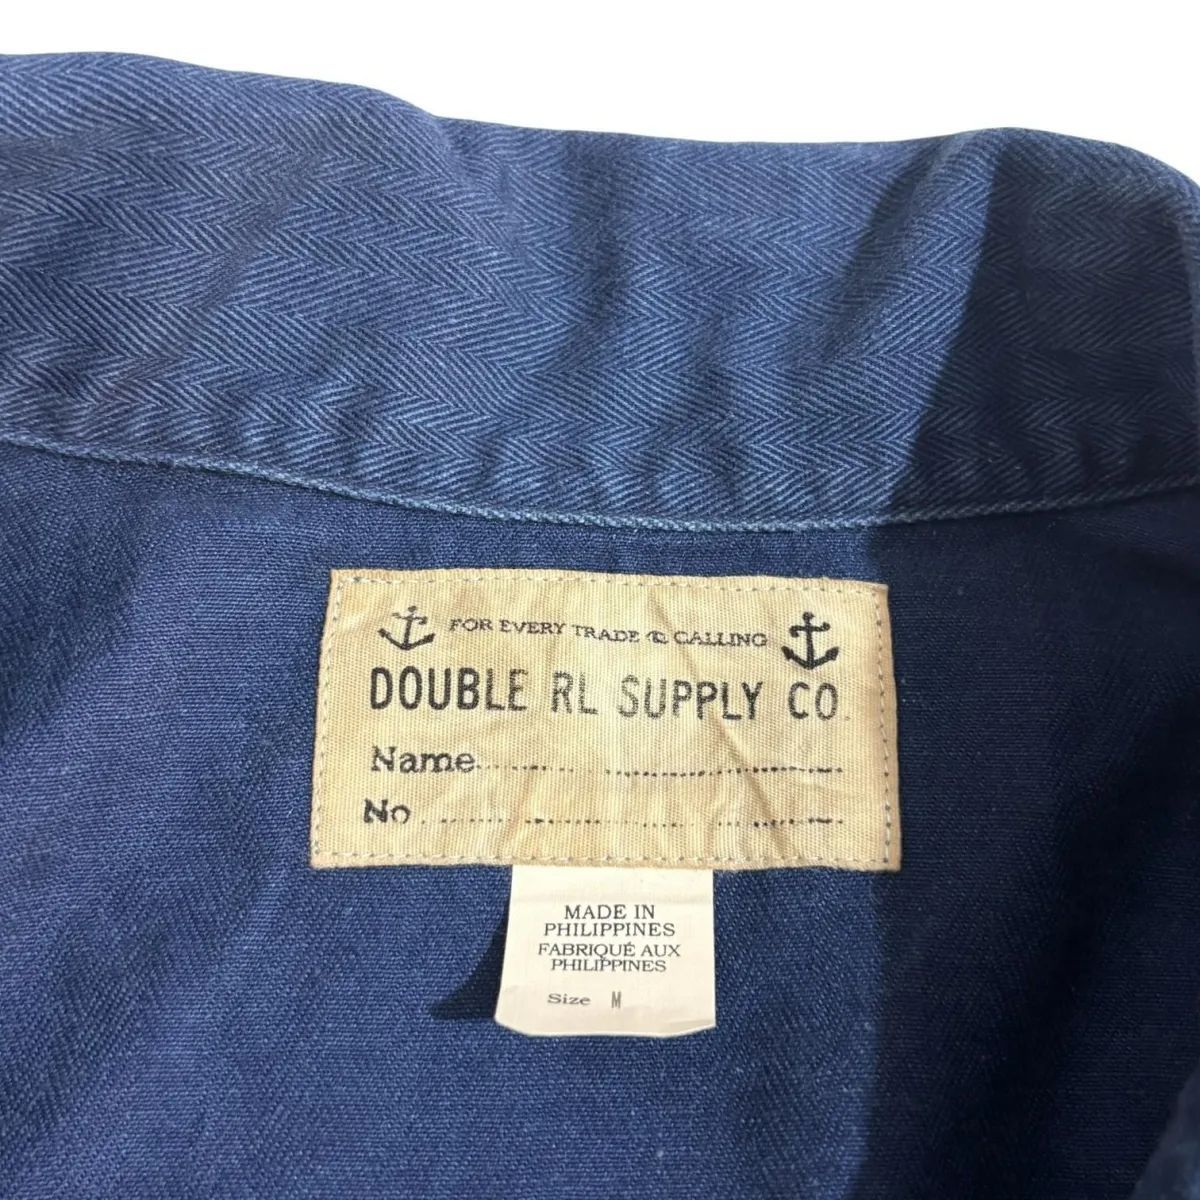 FOR EVERY TRADE & CALLING
DOUBLE RL SUPPLY CO.
Name
No
MADE IN
PHILIPPINES
FABRIQUÉ AUX
PHILIPPINES
Size M